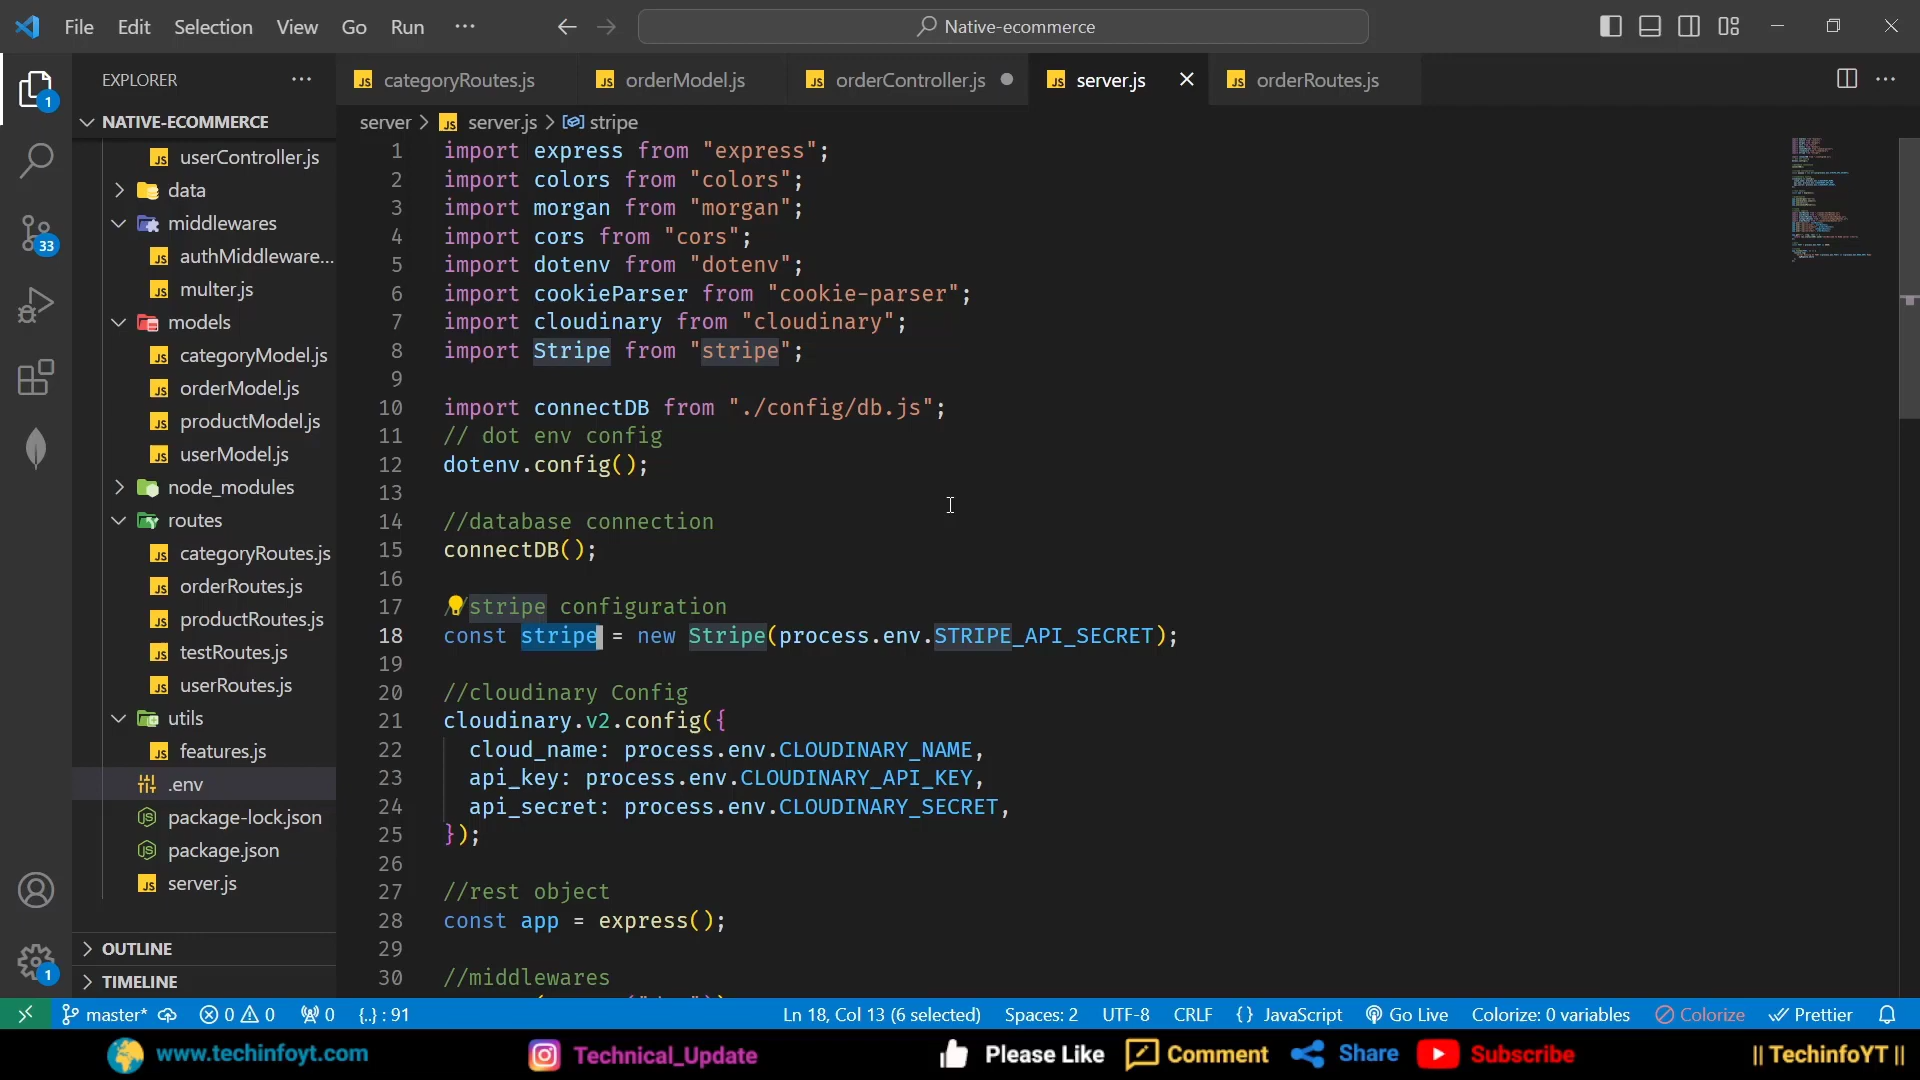 File Edit Selection View Go Run ··· Native-ecommerce
EXPLORER ···
categoryRoutes.js orderModel.js orderController.js server.js orderRoutes.js
NATIVE-ECOMMERCE
server > server.js > stripe
userController.js
data
middlewares
authMiddleware...
multer.js
models
categoryModel.js
orderModel.js
productModel.js
userModel.js
node_modules
routes
categoryRoutes.js
orderRoutes.js
productRoutes.js
testRoutes.js
userRoutes.js
utils
features.js
.env
package-lock.json
package.json
server.js
OUTLINE
TIMELINE
1
33
1
1 import express from "express";
2 import colors from "colors";
3 import morgan from "morgan";
4 import cors from "cors";
5 import dotenv from "dotenv";
6 import cookieParser from "cookie-parser";
7 import cloudinary from "cloudinary";
8 import Stripe from "stripe";
9
10 import connectDB from "./config/db.js";
11 // dot env config
12 dotenv.config();
13
14 //database connection
15 connectDB();
16
17 //stripe configuration
18 const stripe = new Stripe(process.env.STRIPE_API_SECRET);
19
20 //cloudinary Config
21 cloudinary.v2.config({
22 cloud_name: process.env.CLOUDINARY_NAME,
23 api_key: process.env.CLOUDINARY_API_KEY,
24 api_secret: process.env.CLOUDINARY_SECRET,
25 });
26
27 //rest object
28 const app = express();
29
30 //middlewares
master* 0 0 0 {..} : 91 Ln 18, Col 13 (6 selected) Spaces: 2 UTF-8 CRLF {} JavaScript Go Live Colorize: 0 variables Colorize Prettier
www.techinfoyt.com Technical_Update Please Like Comment Share Subscribe || TechinfoYT ||